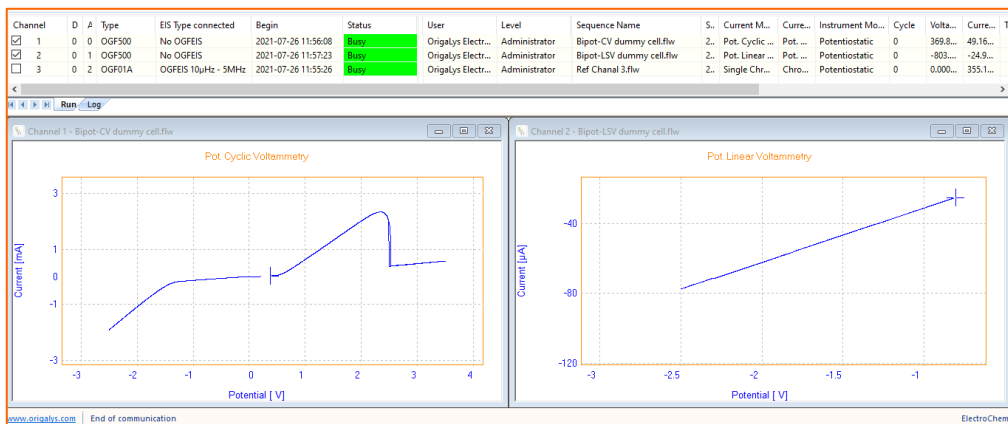 Channel D A Type EIS Type connected Begin Status User Level Sequence Name S.. Current M... Curre... Instrument Mo... Cycle Volta... Curre... T
1 0 0 OGF500 No OGFEIS 2021-07-26 11:56:08 Busy OrigaLys Electr... Administrator Bipot-CV dummy cell.flw 2... Pot. Cyclic ... Pot. ... Potentiostatic 0 369.8... 49.16...
2 0 1 OGF500 No OGFEIS 2021-07-26 11:57:23 Busy OrigaLys Electr... Administrator Bipot-LSV dummy cell.flw 2... Pot. Linear ... Pot. ... Potentiostatic 0 -803.... -24.9...
3 0 2 OGF01A OGFEIS 10µHz - 5MHz 2021-07-26 11:55:26 Busy OrigaLys Electr... Administrator Ref Chanal 3.flw 2... Single Chr... Chro... Potentiostatic 0 0.000... 355.1...
Run Log
Channel 1 - Bipot-CV dummy cell.flw
Pot. Cyclic Voltammetry
3
1
0
-1
-3
Current [mA]
-3 -2 -1 0 1 2 3 4
Potential [ V]
Channel 2 - Bipot-LSV dummy cell.flw
Pot. Linear Voltammetry
-40
-80
-120
Current [µA]
-3 -2.5 -2 -1.5 -1
Potential [ V]
www.origalys.com End of communication ElectroChem